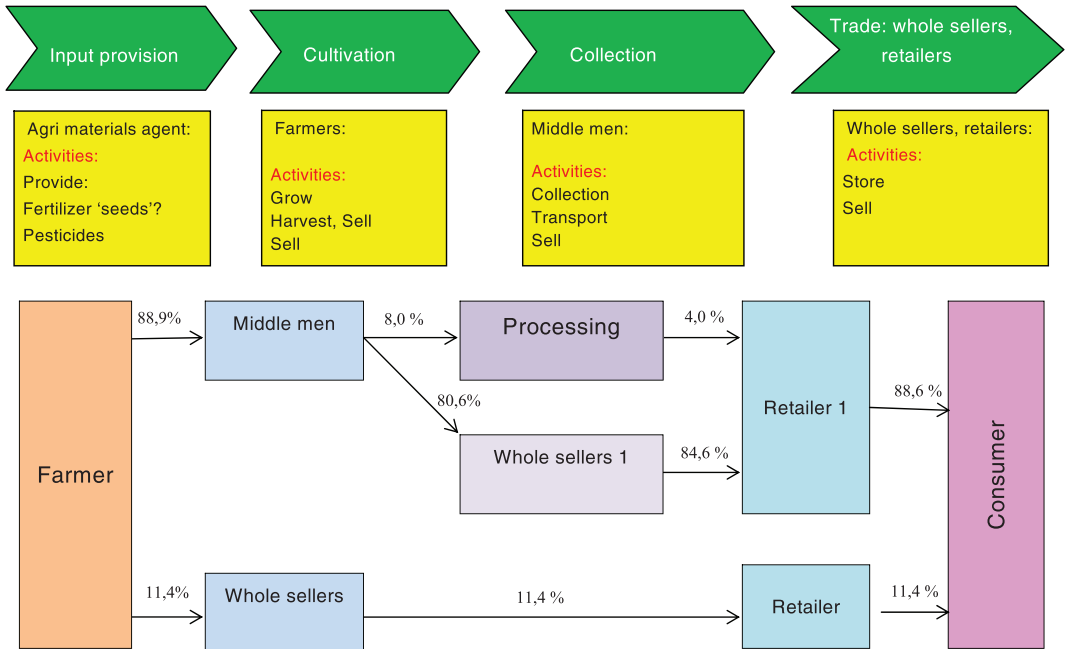 Input provision
Cultivation
Collection
Trade: whole sellers,
retailers
Agri materials agent:
Activities:
Provide:
Fertilizer ‘seeds’?
Pesticides
Farmers:
Activities:
Grow
Harvest, Sell
Sell
Middle men:
Activities:
Collection
Transport
Sell
Whole sellers, retailers:
Activities:
Store
Sell
Farmer
88,9%
Middle men
8,0 %
Processing
4,0 %
80,6%
Whole sellers 1
84,6 %
Retailer 1
88,6 %
Consumer
11,4%
Whole sellers
11,4 %
Retailer
11,4 %